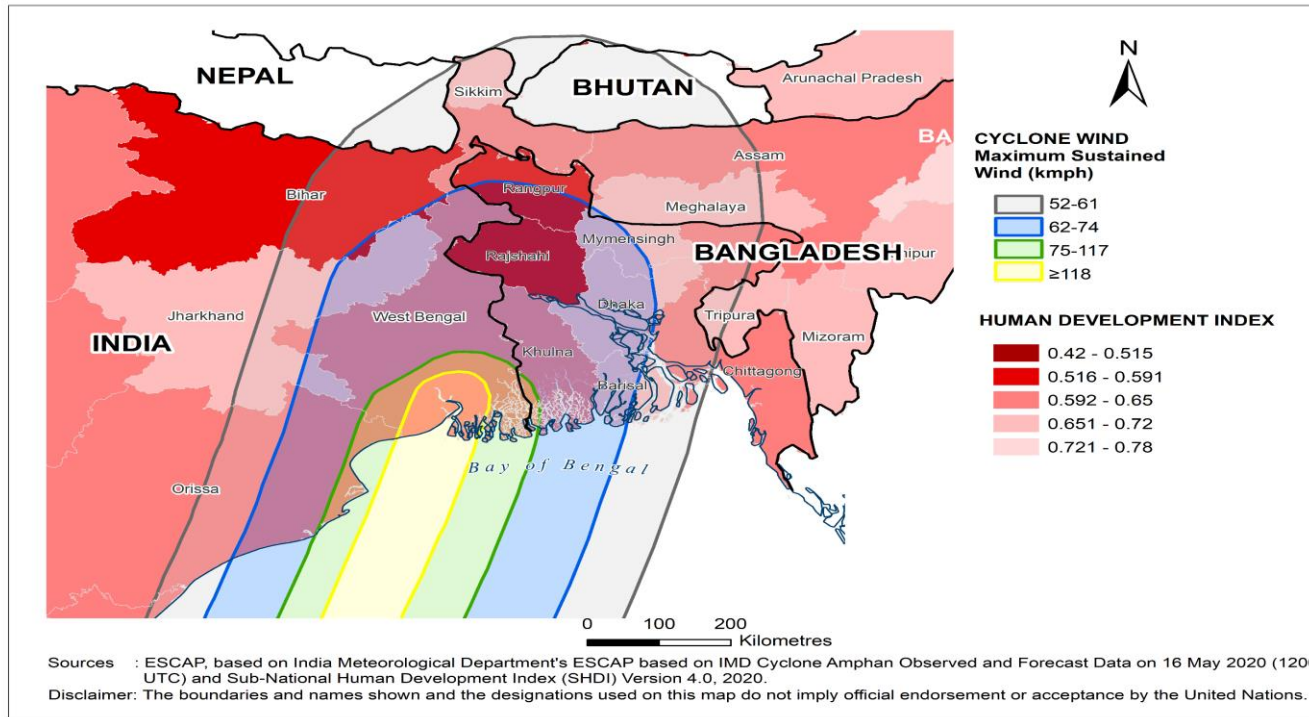 NEPAL
BHUTAN
Arunachal Pradesh
Sikkim
BA
Assam
Bihar
Rangpur
Meghalaya
Mymensingh
BANGLADESH
nipur
Rajshahi
Dhaka
Jharkhand
West Bengal
Tripura
INDIA
Khulna
Mizoram
Barisal
Chittagong
Bay of Bengal
Orissa
N
CYCLONE WIND
Maximum Sustained
Wind (kmph)
52-61
62-74
75-117
≥118
HUMAN DEVELOPMENT INDEX
0.42 - 0.515
0.516 - 0.591
0.592 - 0.65
0.651 - 0.72
0.721 - 0.78
0 100 200
Kilometres
Sources : ESCAP, based on India Meteorological Department's ESCAP based on IMD Cyclone Amphan Observed and Forecast Data on 16 May 2020 (120
UTC) and Sub-National Human Development Index (SHDI) Version 4.0, 2020.
Disclaimer: The boundaries and names shown and the designations used on this map do not imply official endorsement or acceptance by the United Nations.